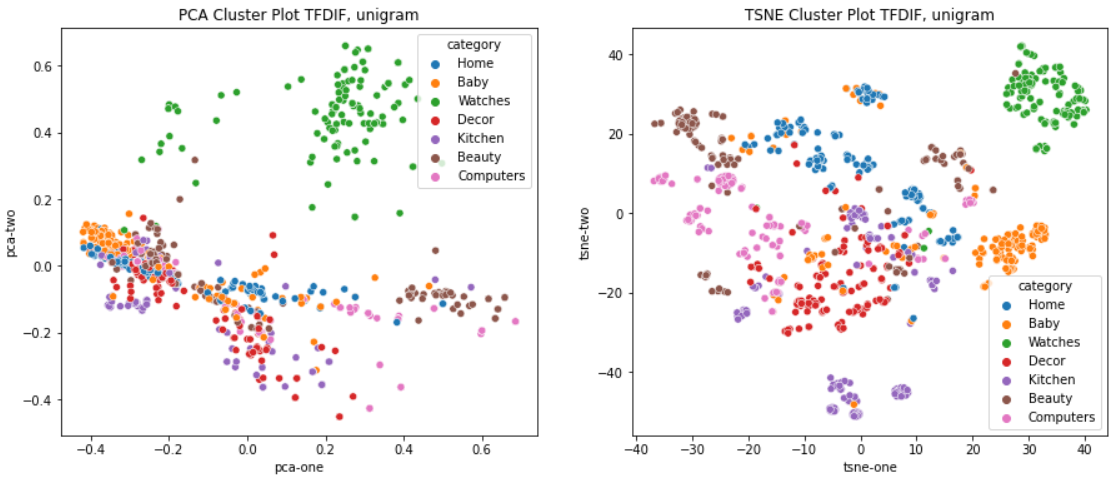 PCA Cluster Plot TFDIF, unigram
category
Home
Baby
Watches
Decor
Kitchen
Beauty
Computers
pca-two
0.6
0.4
0.2
0.0
−0.2
−0.4
−0.4
−0.2
0.0
0.2
0.4
0.6
pca-one
TSNE Cluster Plot TFDIF, unigram
tsne-two
40
20
0
−20
−40
category
Home
Baby
Watches
Decor
Kitchen
Beauty
Computers
−40
−30
−20
−10
0
10
20
30
40
tsne-one